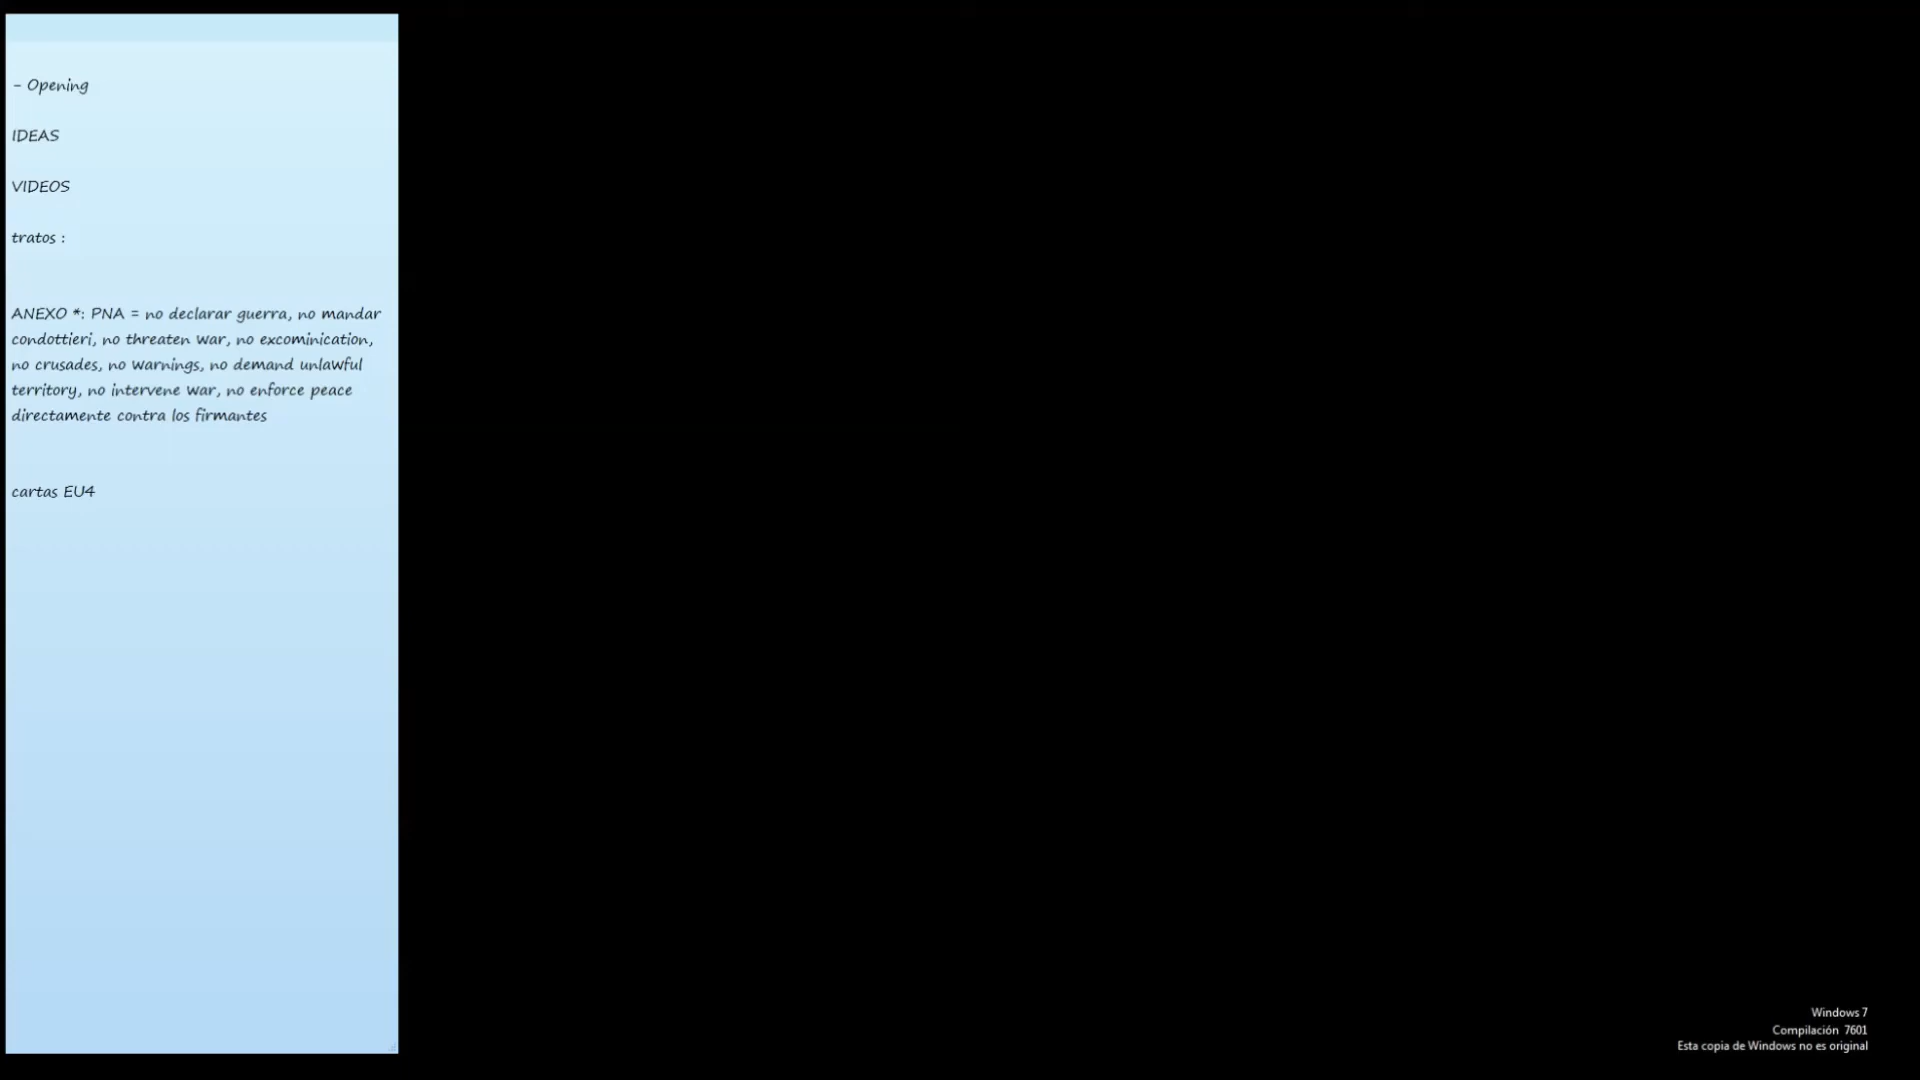 - Opening
IDEAS
VIDEOS
tratos :
ANEXO *: PNA = no declarar guerra, no mandar
condottieri, no threaten war, no excominication,
no crusades, no warnings, no demand unlawful
territory, no intervene war, no enforce peace
directamente contra los firmantes
cartas EU4
Windows 7
Compilación 7601
Esta copia de Windows no es original